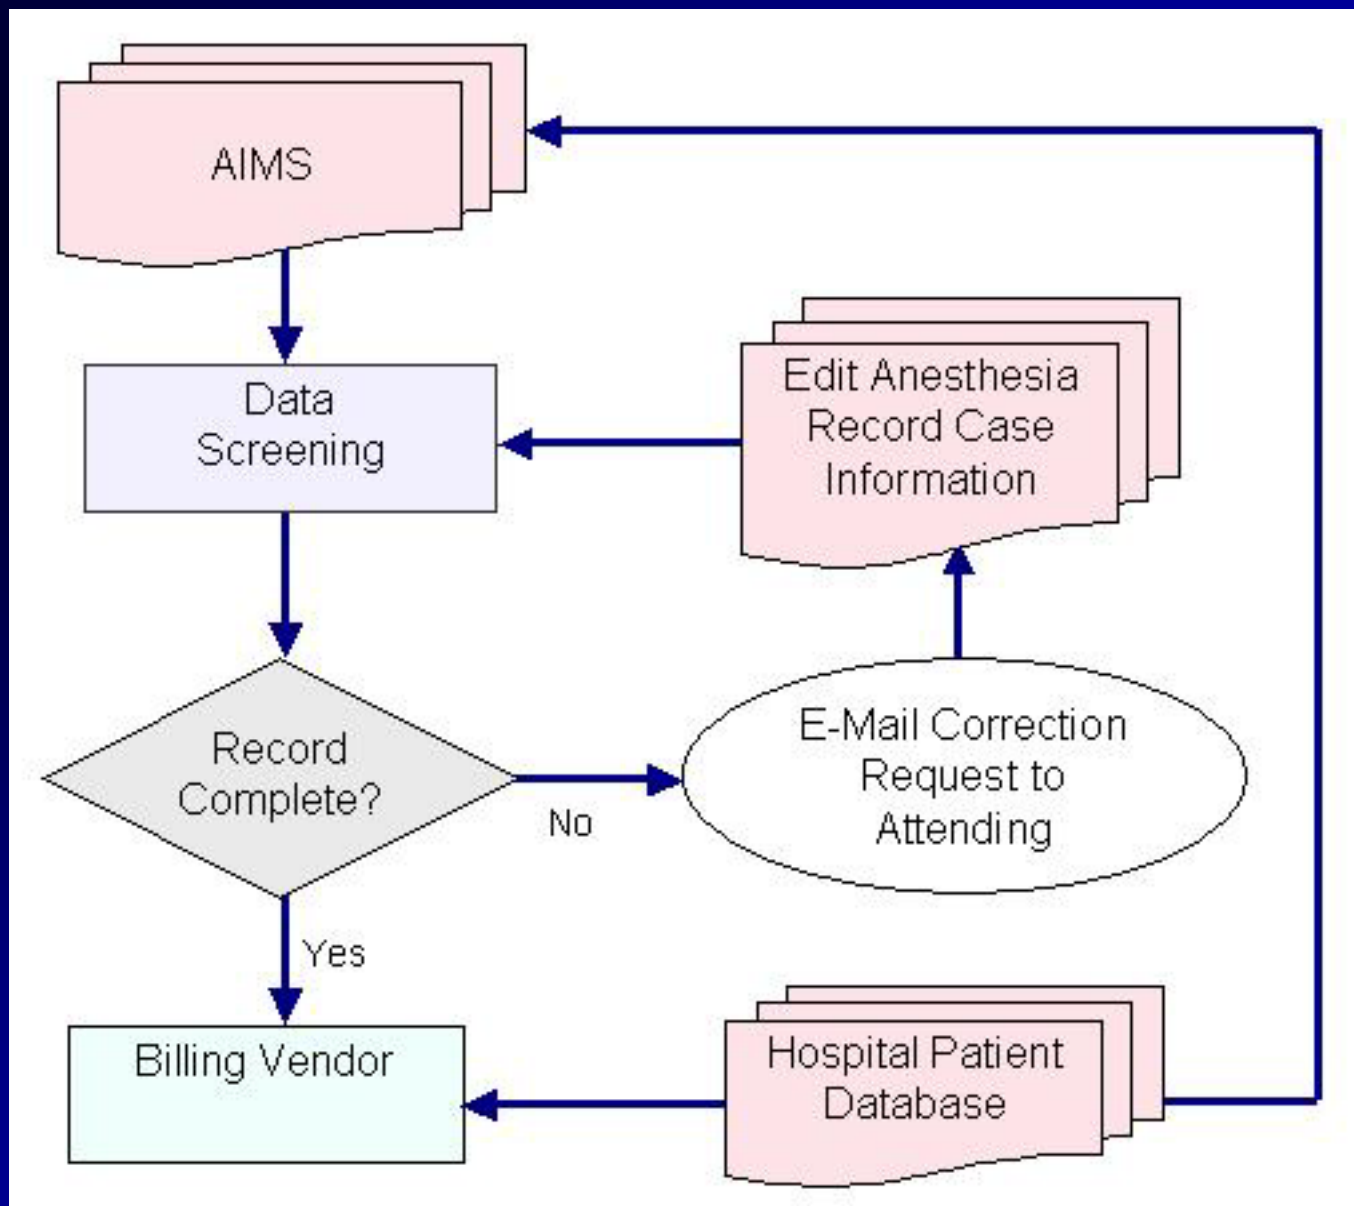 AIMS
Data
Screening
Edit Anesthesia
Record Case
Information
Record
Complete?
No
E-Mail Correction
Request to
Attending
Yes
Billing Vendor
Hospital Patient
Database